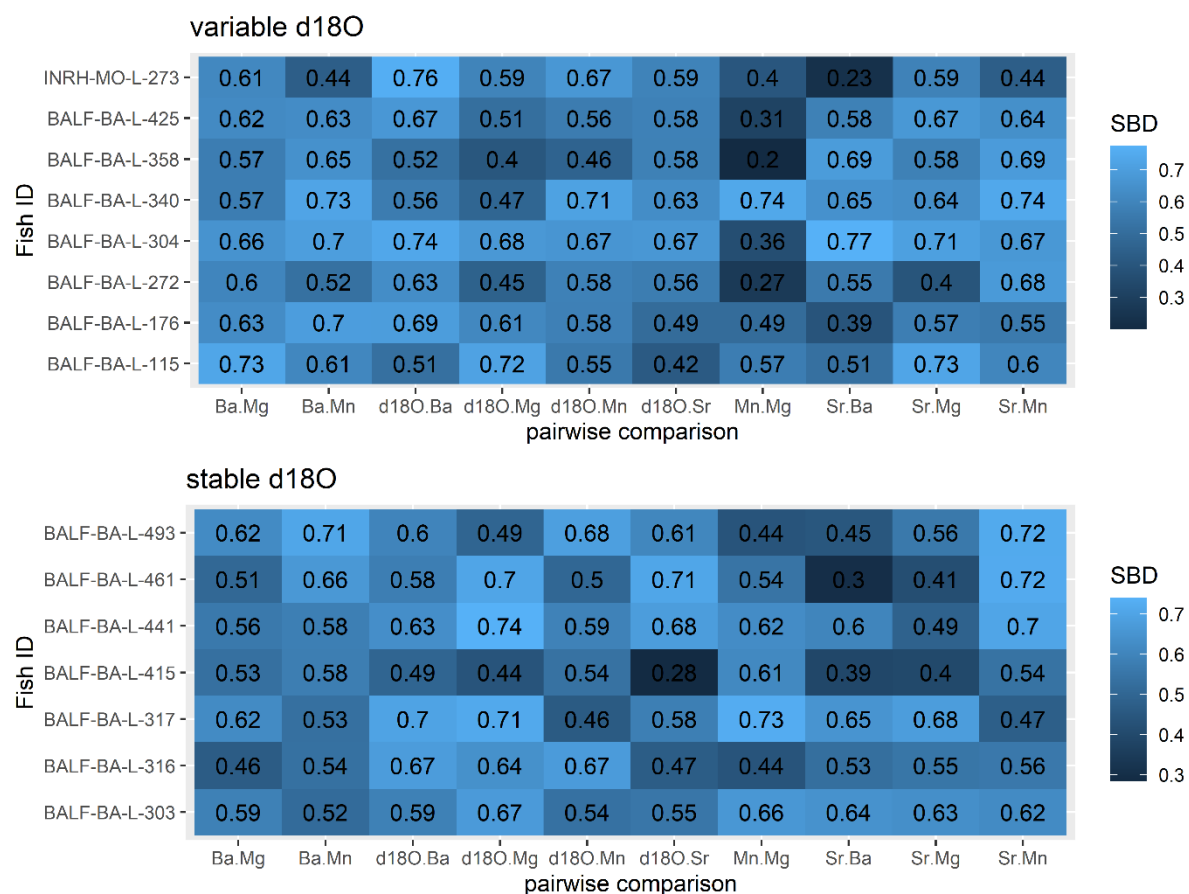 variable d18O
INRH-MO-L-273 0.61 0.44 0.76 0.59 0.67 0.59 0.4 0.23 0.59 0.44
BALF-BA-L-425 0.62 0.63 0.67 0.51 0.56 0.58 0.31 0.58 0.67 0.64
BALF-BA-L-358 0.57 0.65 0.52 0.4 0.46 0.58 0.2 0.69 0.58 0.69
BALF-BA-L-340 0.57 0.73 0.56 0.47 0.71 0.63 0.74 0.65 0.64 0.74
BALF-BA-L-304 0.66 0.7 0.74 0.68 0.67 0.67 0.36 0.77 0.71 0.67
BALF-BA-L-272 0.6 0.52 0.63 0.45 0.58 0.56 0.27 0.55 0.4 0.68
BALF-BA-L-176 0.63 0.7 0.69 0.61 0.58 0.49 0.49 0.39 0.57 0.55
BALF-BA-L-115 0.73 0.61 0.51 0.72 0.55 0.42 0.57 0.51 0.73 0.6
Ba.Mg Ba.Mn d18O.Ba d18O.Mg d18O.Mn d18O.Sr Mn.Mg Sr.Ba Sr.Mg Sr.Mn
pairwise comparison
Fish ID
SBD
0.7
0.6
0.5
0.4
0.3
stable d18O
BALF-BA-L-493 0.62 0.71 0.6 0.49 0.68 0.61 0.44 0.45 0.56 0.72
BALF-BA-L-461 0.51 0.66 0.58 0.7 0.5 0.71 0.54 0.3 0.41 0.72
BALF-BA-L-441 0.56 0.58 0.63 0.74 0.59 0.68 0.62 0.6 0.49 0.7
BALF-BA-L-415 0.53 0.58 0.49 0.44 0.54 0.28 0.61 0.39 0.4 0.54
BALF-BA-L-317 0.62 0.53 0.7 0.71 0.46 0.58 0.73 0.65 0.68 0.47
BALF-BA-L-316 0.46 0.54 0.67 0.64 0.67 0.47 0.44 0.53 0.55 0.56
BALF-BA-L-303 0.59 0.52 0.59 0.67 0.54 0.55 0.66 0.64 0.63 0.62
Ba.Mg Ba.Mn d18O.Ba d18O.Mg d18O.Mn d18O.Sr Mn.Mg Sr.Ba Sr.Mg Sr.Mn
pairwise comparison
Fish ID
SBD
0.7
0.6
0.5
0.4
0.3